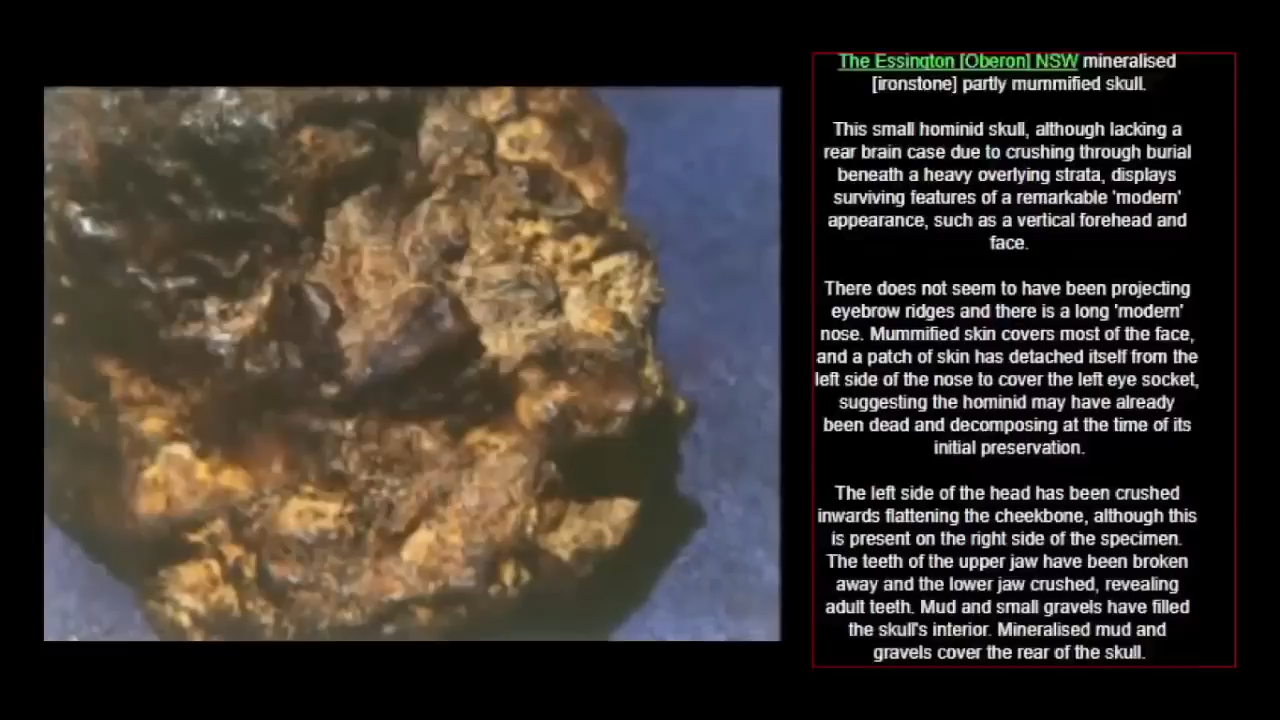 The Essington [Oberon] NSW mineralised
[ironstone] partly mummified skull.
This small hominid skull, although lacking a
rear brain case due to crushing through burial
beneath a heavy overlying strata, displays
surviving features of a remarkable 'modern'
appearance, such as a vertical forehead and
face.
There does not seem to have been projecting
eyebrow ridges and there is a long 'modern'
nose. Mummified skin covers most of the face,
and a patch of skin has detached itself from the
left side of the nose to cover the left eye socket,
suggesting the hominid may have already
been dead and decomposing at the time of its
initial preservation.
The left side of the head has been crushed
inwards flattening the cheekbone, although this
is present on the right side of the specimen.
The teeth of the upper jaw have been broken
away and the lower jaw crushed, revealing
adult teeth. Mud and small gravels have filled
the skull's interior. Mineralised mud and
gravels cover the rear of the skull.